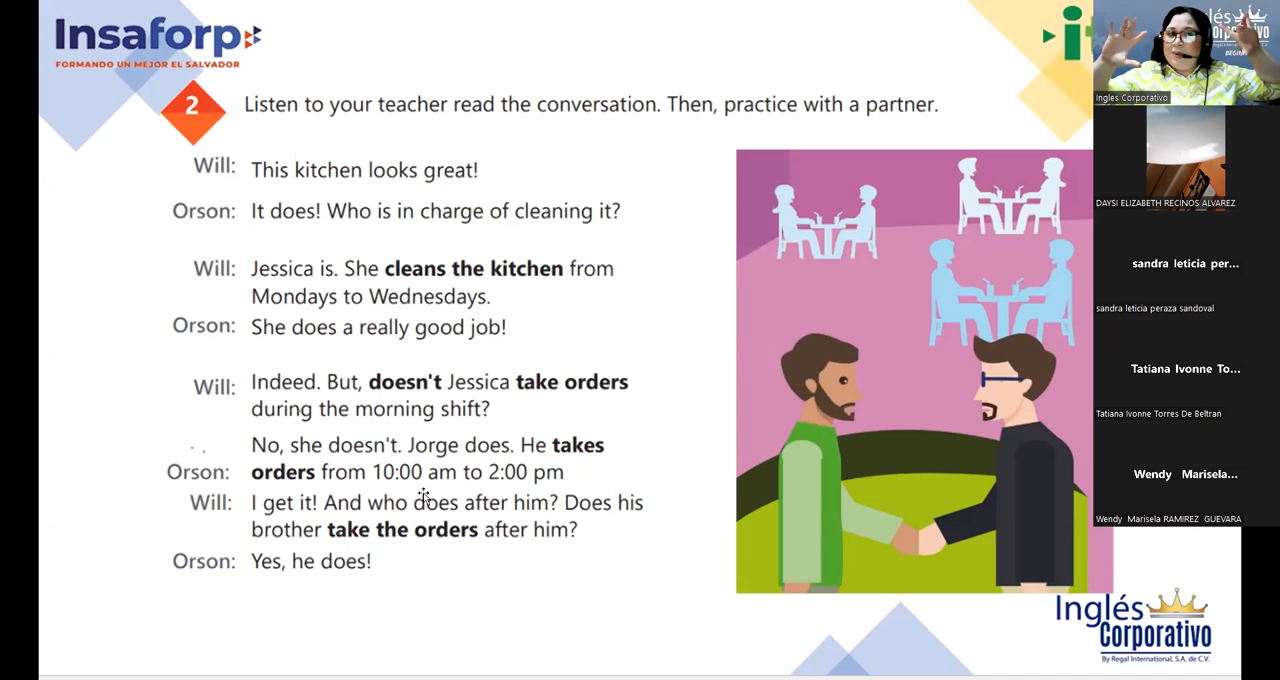 Insaforp
FORMANDO UN MEJOR EL SALVADOR
2
Listen to your teacher read the conversation. Then, practice with a partner.
Will: This kitchen looks great!
Orson: It does! Who is in charge of cleaning it?
Will: Jessica is. She cleans the kitchen from
Mondays to Wednesdays.
Orson: She does a really good job!
Will: Indeed. But, doesn't Jessica take orders
during the morning shift?
No, she doesn't. Jorge does. He takes
Orson: orders from 10:00 am to 2:00 pm
Will: I get it! And who does after him? Does his
brother take the orders after him?
Orson: Yes, he does!
Inglés
Corporativo
By Regal International, S.A. de C.V.
glés
Corporativo
By Regal International, S.A. de C.V.
Ingles Corporativo
DAYSI ELIZABETH RECINOS ALVAREZ
sandra leticia per...
sandra leticia peraza sandoval
Tatiana Ivonne To...
Tatiana Ivonne Torres De Beltran
Wendy Marisela...
Wendy Marisela RAMIREZ GUEVARA